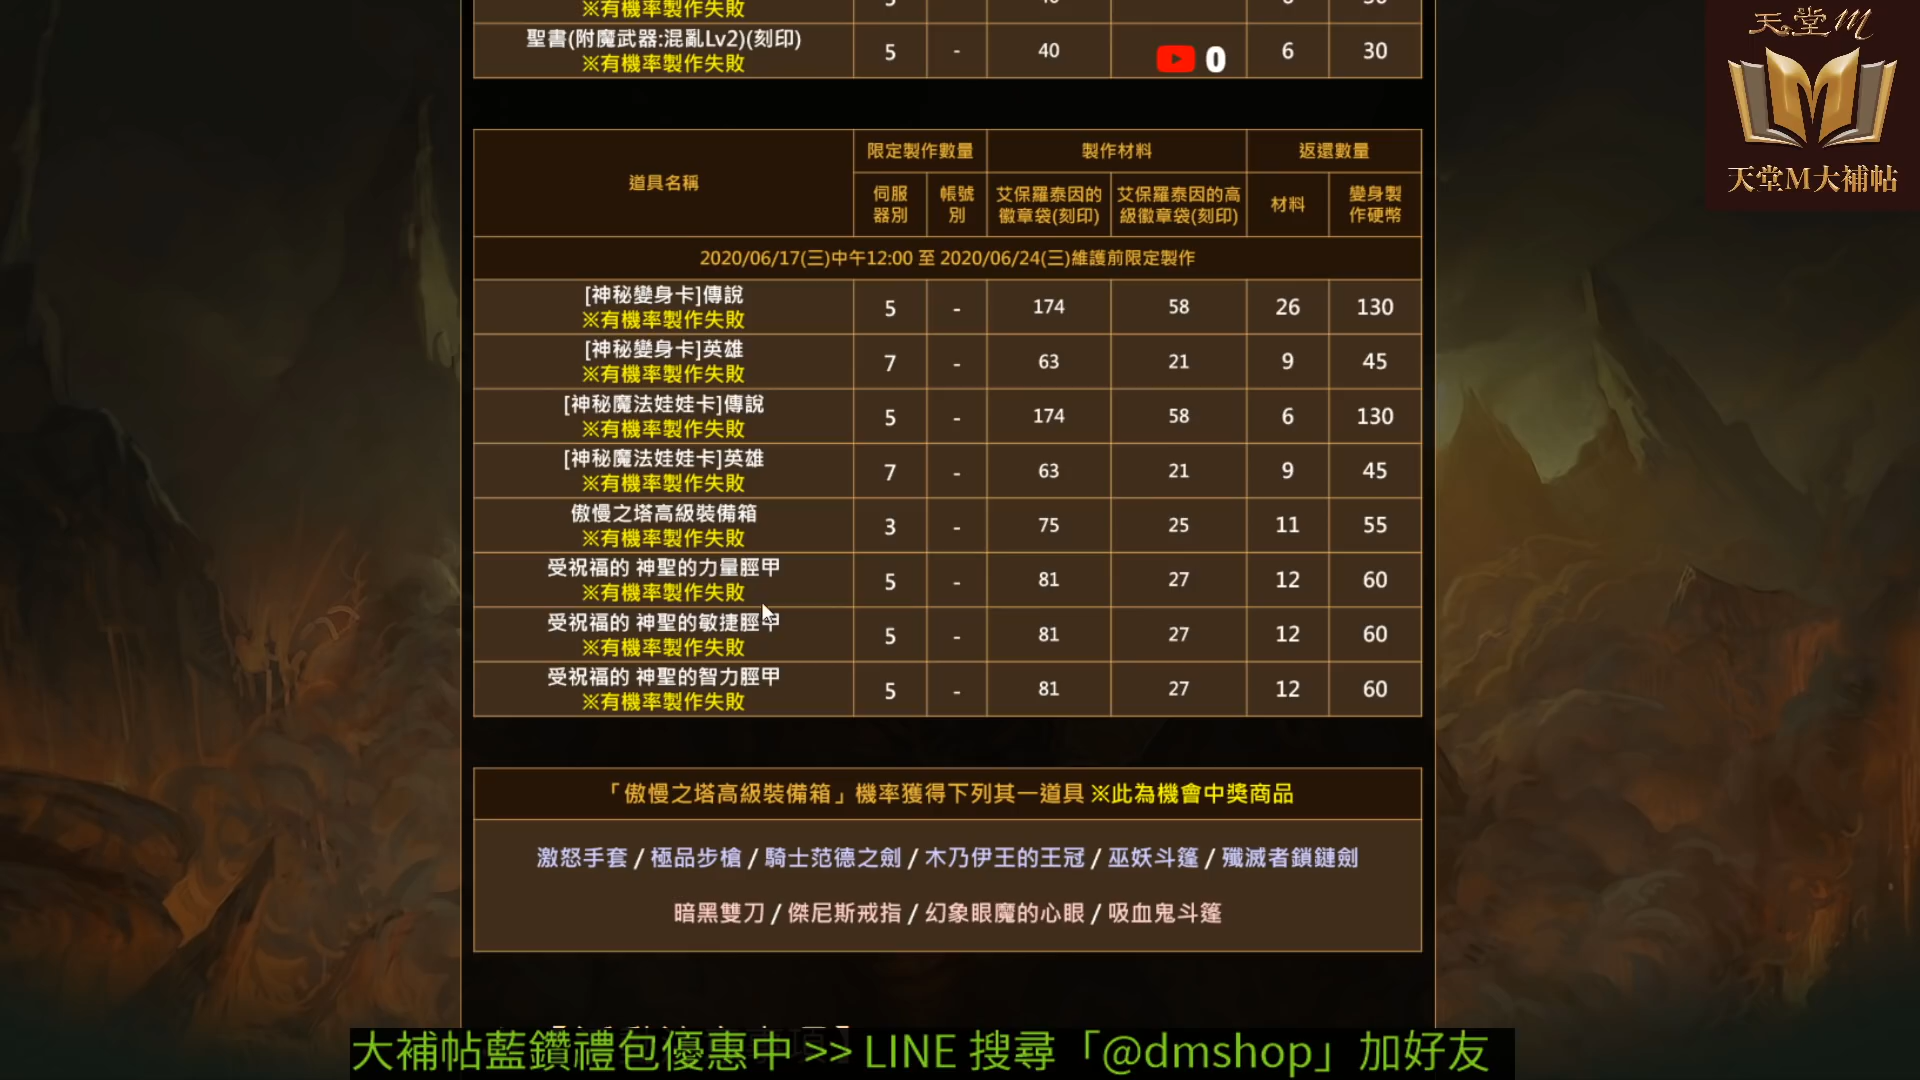 ※有機率製作失敗
聖書(附魔武器:混亂Lv2)(刻印)
※有機率製作失敗
5 - 40 0 6 30
道具名稱 限定製作數量 製作材料 返還數量
伺服器別 帳號別 艾保羅泰因的徽章袋(刻印) 艾保羅泰因的高級徽章袋(刻印) 材料 變身製作硬幣
2020/06/17(三)中午12:00 至 2020/06/24(三)維護前限定製作
[神秘變身卡]傳說
※有機率製作失敗
5 - 174 58 26 130
[神秘變身卡]英雄
※有機率製作失敗
7 - 63 21 9 45
[神秘魔法娃娃卡]傳說
※有機率製作失敗
5 - 174 58 6 130
[神秘魔法娃娃卡]英雄
※有機率製作失敗
7 - 63 21 9 45
傲慢之塔高級裝備箱
※有機率製作失敗
3 - 75 25 11 55
受祝福的 神聖的力量脛甲
※有機率製作失敗
5 - 81 27 12 60
受祝福的 神聖的敏捷脛甲
※有機率製作失敗
5 - 81 27 12 60
受祝福的 神聖的智力脛甲
※有機率製作失敗
5 - 81 27 12 60
「傲慢之塔高級裝備箱」機率獲得下列其一道具 ※此為機會中獎商品
激怒手套 / 極品步槍 / 騎士范德之劍 / 木乃伊王的王冠 / 巫妖斗篷 / 殲滅者鎖鏈劍
暗黑雙刀 / 傑尼斯戒指 / 幻象眼魔的心眼 / 吸血鬼斗篷
大補帖藍鑽禮包優惠中 >> LINE 搜尋「@dmshop」加好友
天堂M
天堂M大補帖